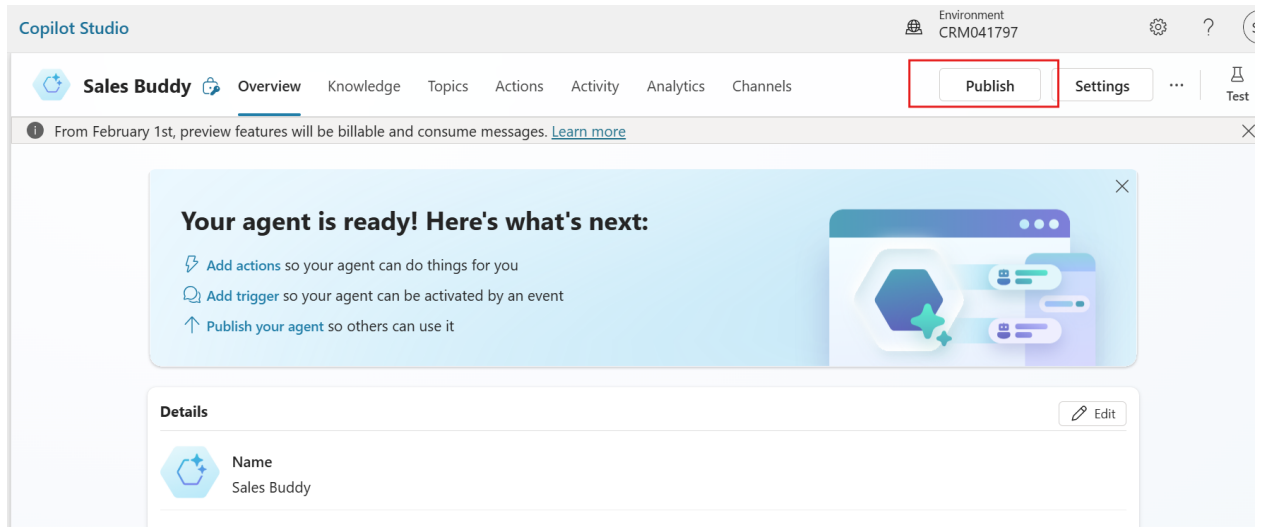 Copilot Studio
Environment
CRM041797
?
Sales Buddy Overview Knowledge Topics Actions Activity Analytics Channels Publish Settings ... Test
From February 1st, preview features will be billable and consume messages. Learn more
Your agent is ready! Here's what's next:
Add actions so your agent can do things for you
Add trigger so your agent can be activated by an event
Publish your agent so others can use it
Details
Edit
Name
Sales Buddy